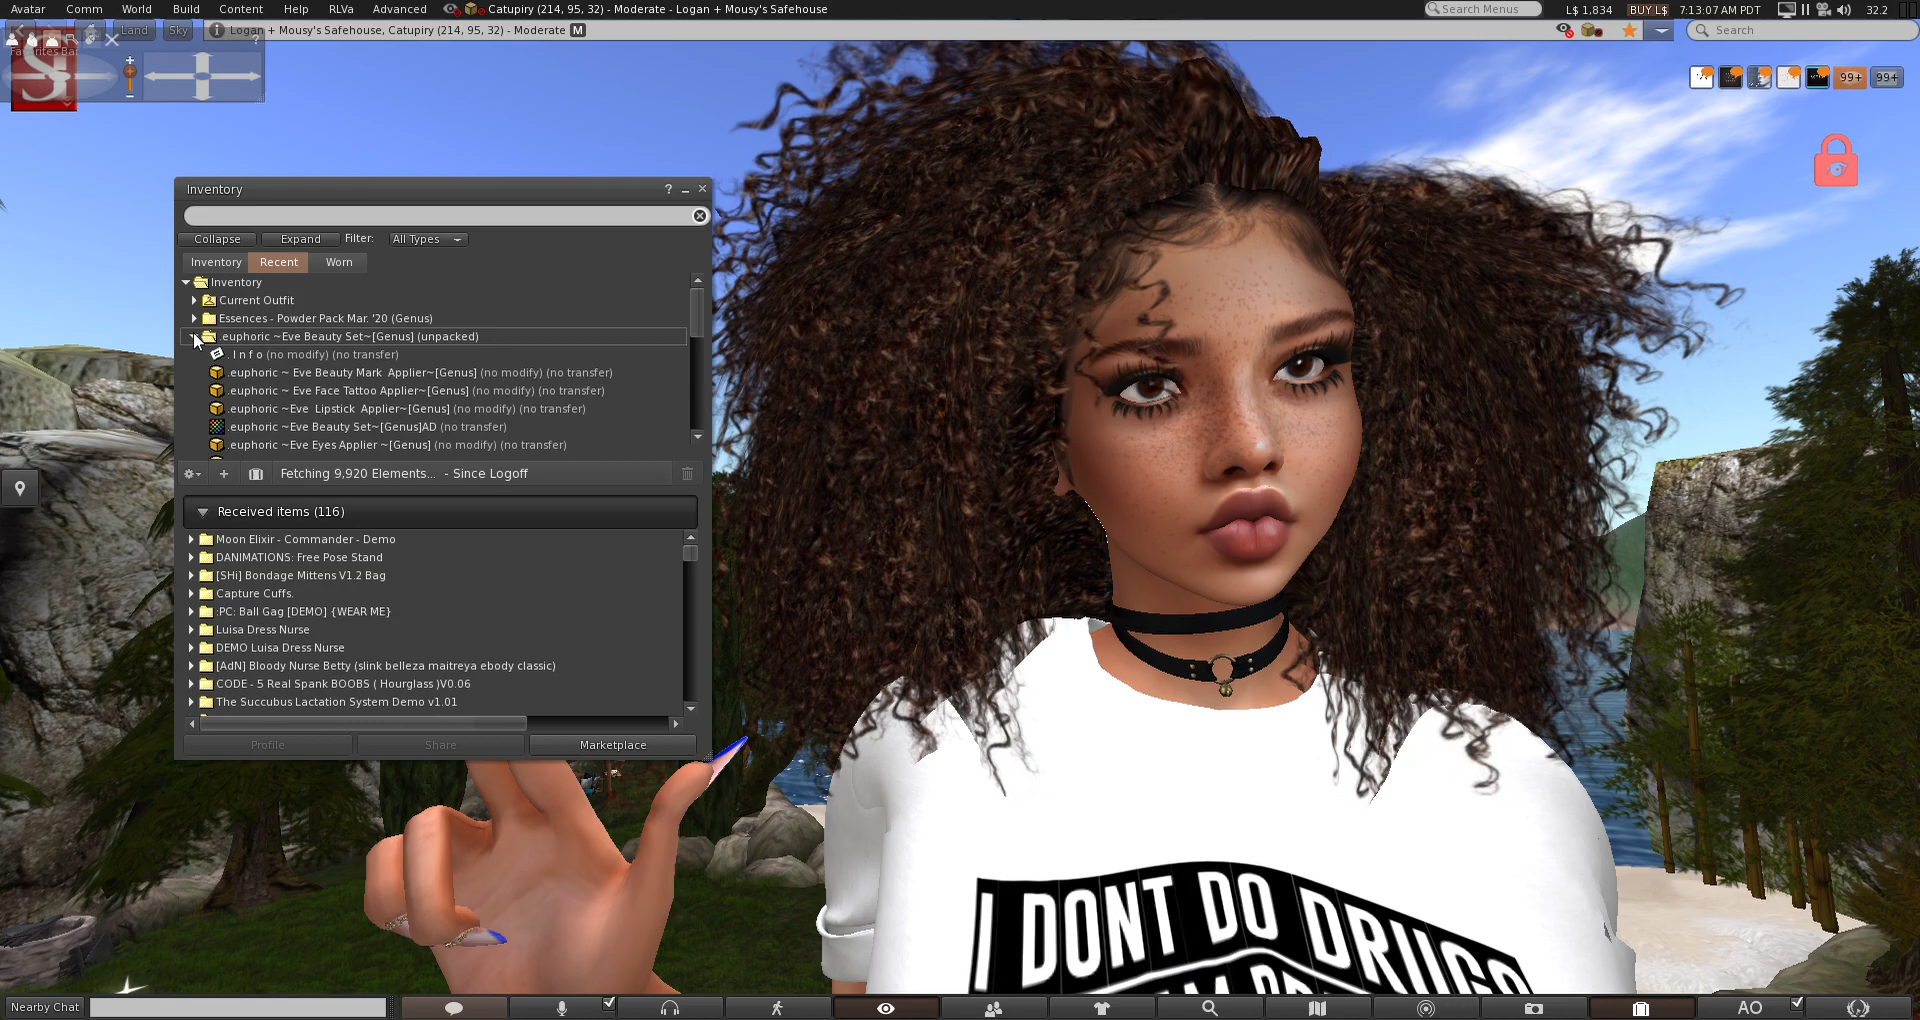 Avatar Comm World Build Content Help RLVa Advanced Catupiry (214, 95, 32) - Moderate - Logan + Mousy's Safehouse Search Menus L$ 1,834 BUY L$ 7:13:07 AM PDT 32.2
Land Sky Logan + Mousy's Safehouse, Catupiry (214, 95, 32) - Moderate M Search
Favorites Bar
99+ 99+
Inventory ?
Collapse Expand Filter: All Types
Inventory Recent Worn
Inventory
Current Outfit
Essences - Powder Pack Mar. '20 (Genus)
.euphoric ~Eve Beauty Set~[Genus] (unpacked)
. I n f o (no modify) (no transfer)
.euphoric ~ Eve Beauty Mark Applier~[Genus] (no modify) (no transfer)
.euphoric ~ Eve Face Tattoo Applier~[Genus] (no modify) (no transfer)
.euphoric ~Eve Lipstick Applier~[Genus] (no modify) (no transfer)
.euphoric ~Eve Beauty Set~[Genus]AD (no transfer)
.euphoric ~Eve Eyes Applier ~[Genus] (no modify) (no transfer)
Fetching 9,920 Elements... - Since Logoff
Received items (116)
Moon Elixir - Commander - Demo
DANIMATIONS: Free Pose Stand
[SHi] Bondage Mittens V1.2 Bag
Capture Cuffs.
:PC: Ball Gag [DEMO] {WEAR ME}
Luisa Dress Nurse
DEMO Luisa Dress Nurse
[AdN] Bloody Nurse Betty (slink belleza maitreya ebody classic)
CODE - 5 Real Spank BOOBS ( Hourglass )V0.06
The Succubus Lactation System Demo v1.01
Profile Share Marketplace
I DONT DO DRUGS
Nearby Chat AO